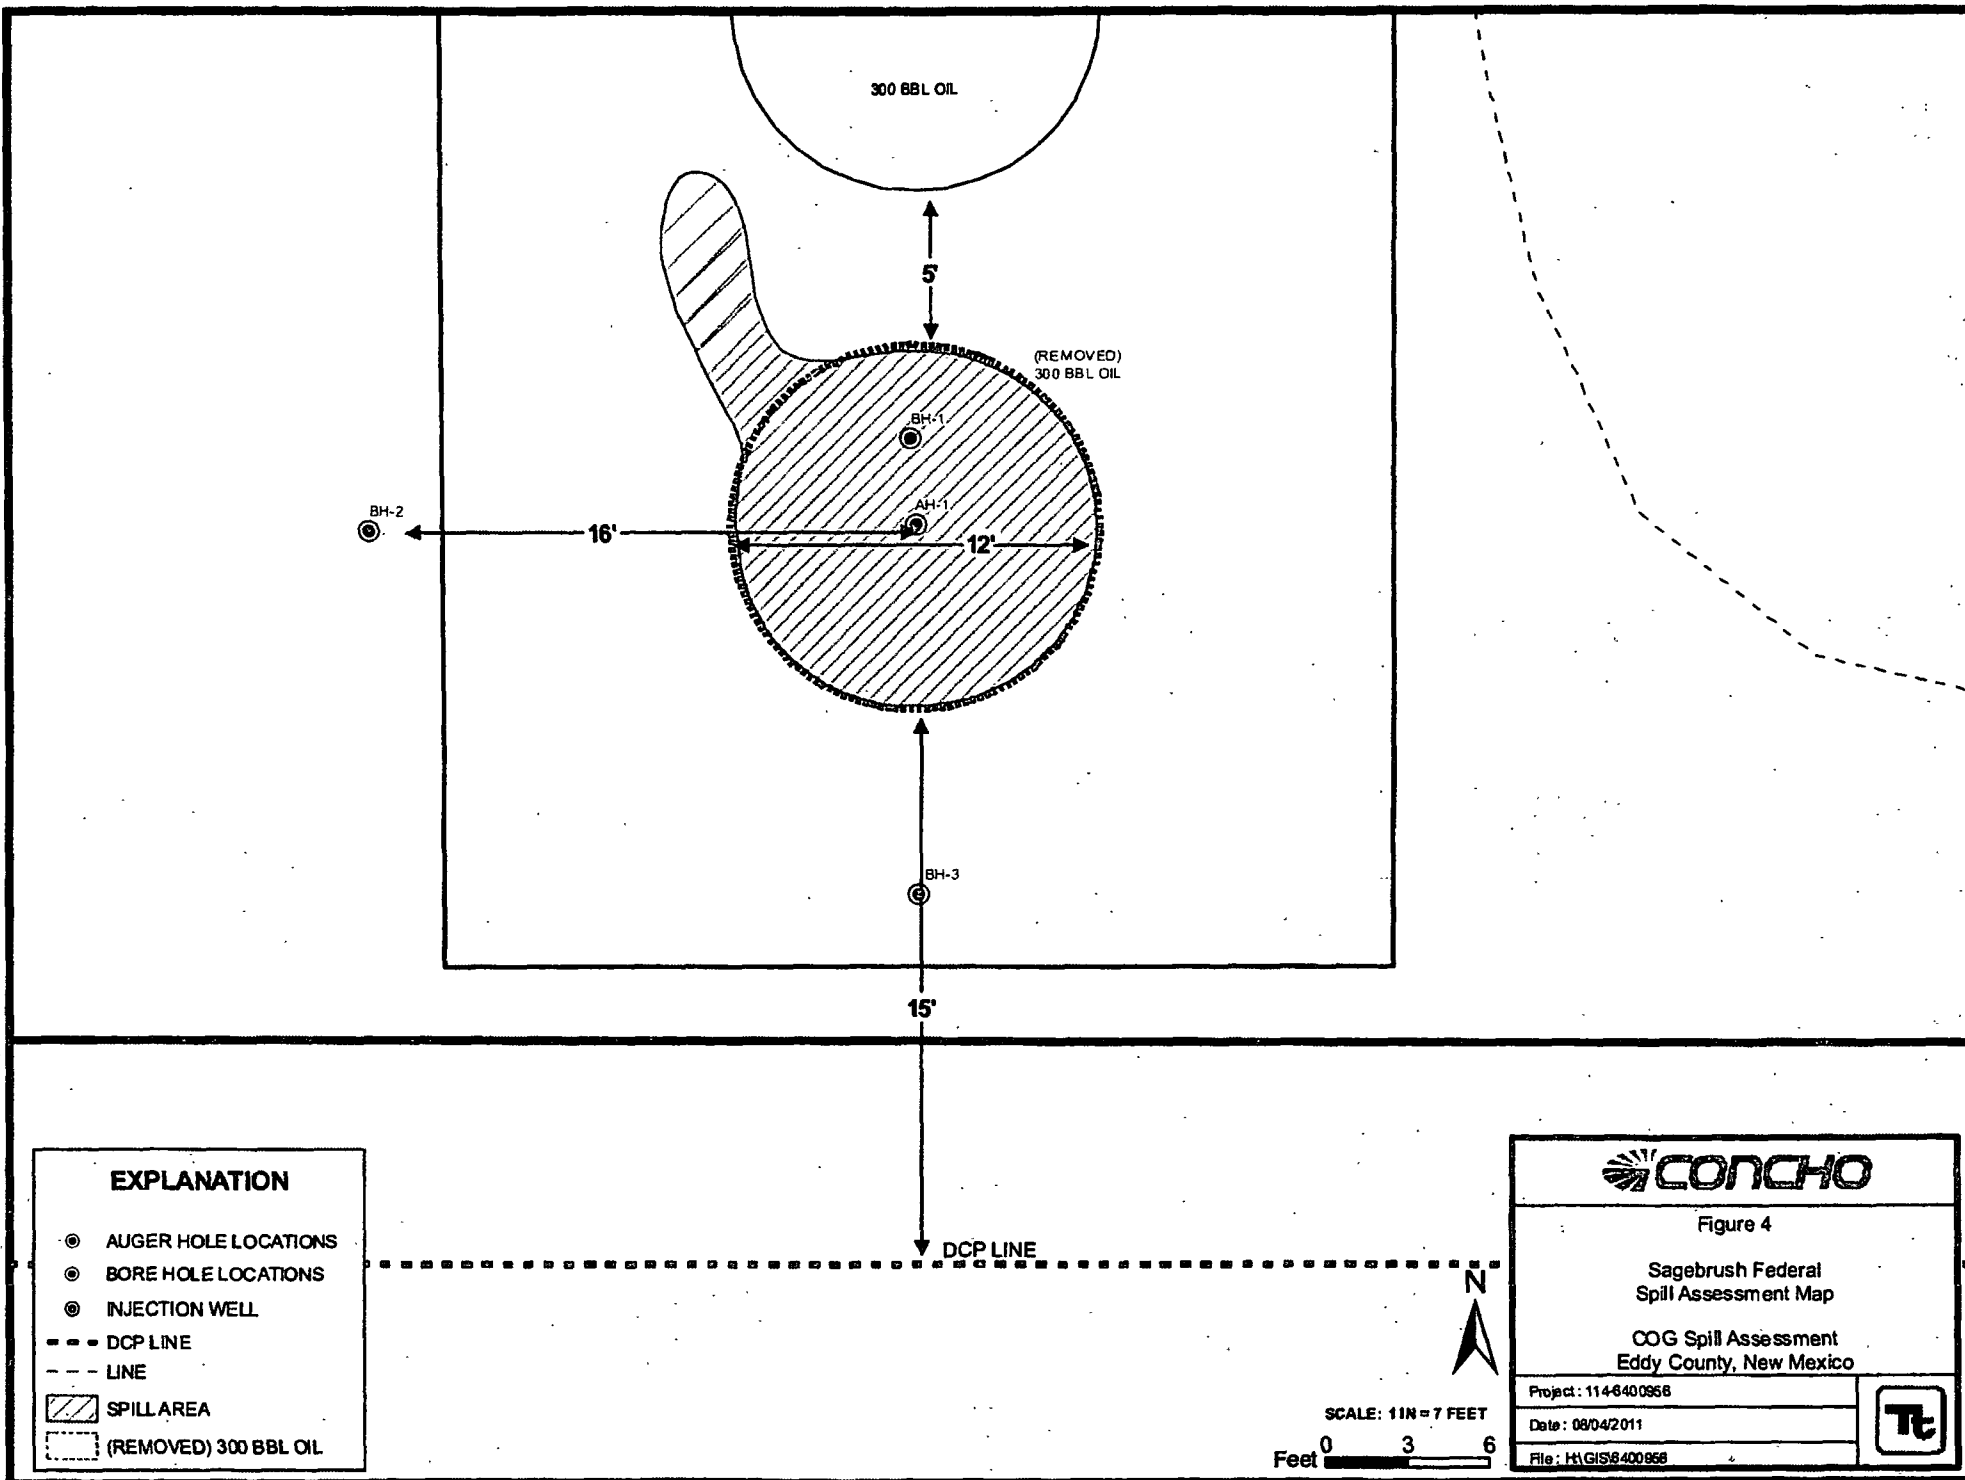 300 BBL OIL
5'
(REMOVED)
300 BBL OIL
BH-1
AH-1
BH-2
16'
12'
BH-3
15'
DCP LINE
EXPLANATION
AUGER HOLE LOCATIONS
BORE HOLE LOCATIONS
INJECTION WELL
DCP LINE
LINE
SPILL AREA
(REMOVED) 300 BBL OIL
N
SCALE: 1 IN = 7 FEET
Feet 0 3 6
CONCHO
Figure 4
Sagebrush Federal
Spill Assessment Map
COG Spill Assessment
Eddy County, New Mexico
Project: 114-6400956
Date: 08/04/2011
File: H:\GIS\6400956
Tt